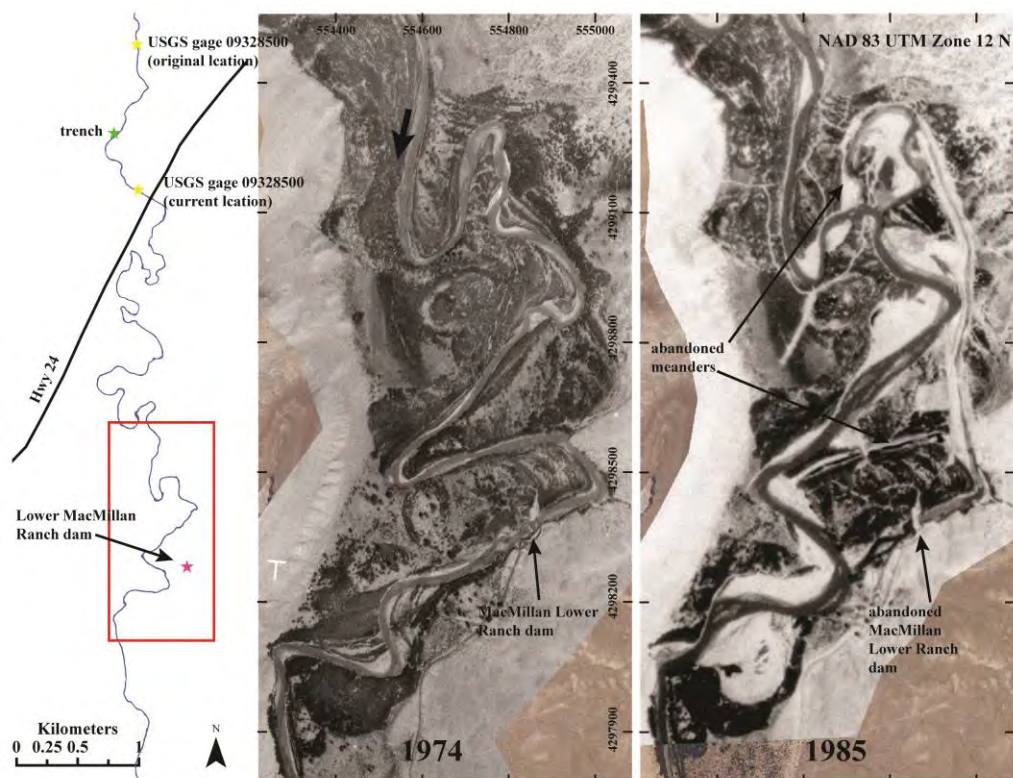 USGS gage 09328500
(original lcation)
trench
USGS gage 09328500
(current lcation)
Hwy 24
Lower MacMillan
Ranch dam
Kilometers
0 0.25 0.5 1
N
554400 554600 554800 555000
4299400
4299100
4298800
4298500
4298200
4297900
MacMillan Lower
Ranch dam
1974
NAD 83 UTM Zone 12 N
abandoned
meanders
abandoned
MacMillan
Lower Ranch
dam
1985